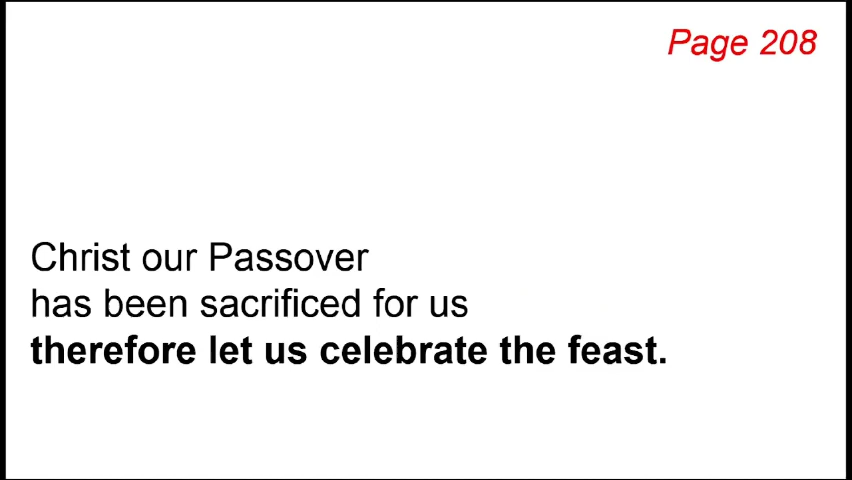 Page 208
Christ our Passover
has been sacrificed for us
therefore let us celebrate the feast.